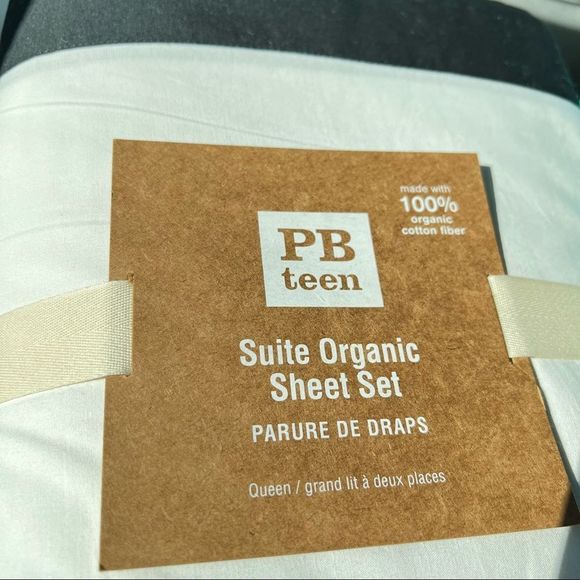 made with
100%
organic
cotton fiber
PB
teen
Suite Organic
Sheet Set
PARURE DE DRAPS
Queen / grand lit à deux places